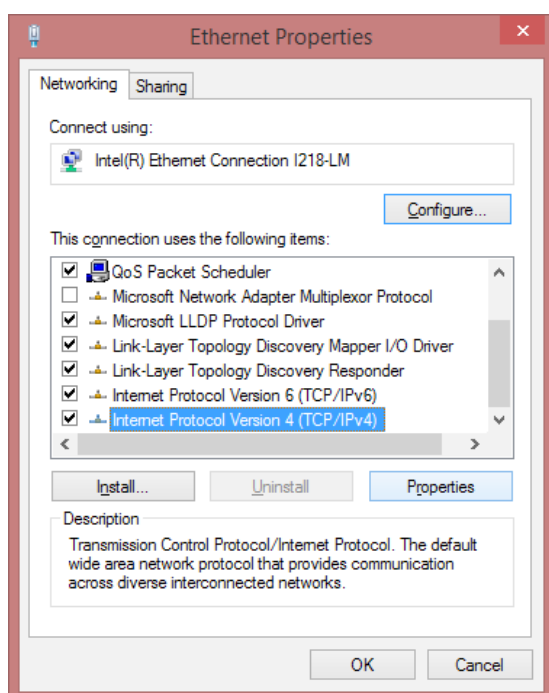 Ethernet Properties
Networking
Sharing
Connect using:
Intel(R) Ethernet Connection I218-LM
Configure...
This connection uses the following items:
QoS Packet Scheduler
Microsoft Network Adapter Multiplexor Protocol
Microsoft LLDP Protocol Driver
Link-Layer Topology Discovery Mapper I/O Driver
Link-Layer Topology Discovery Responder
Internet Protocol Version 6 (TCP/IPv6)
Internet Protocol Version 4 (TCP/IPv4)
Install...
Uninstall
Properties
Description
Transmission Control Protocol/Internet Protocol. The default
wide area network protocol that provides communication
across diverse interconnected networks.
OK
Cancel